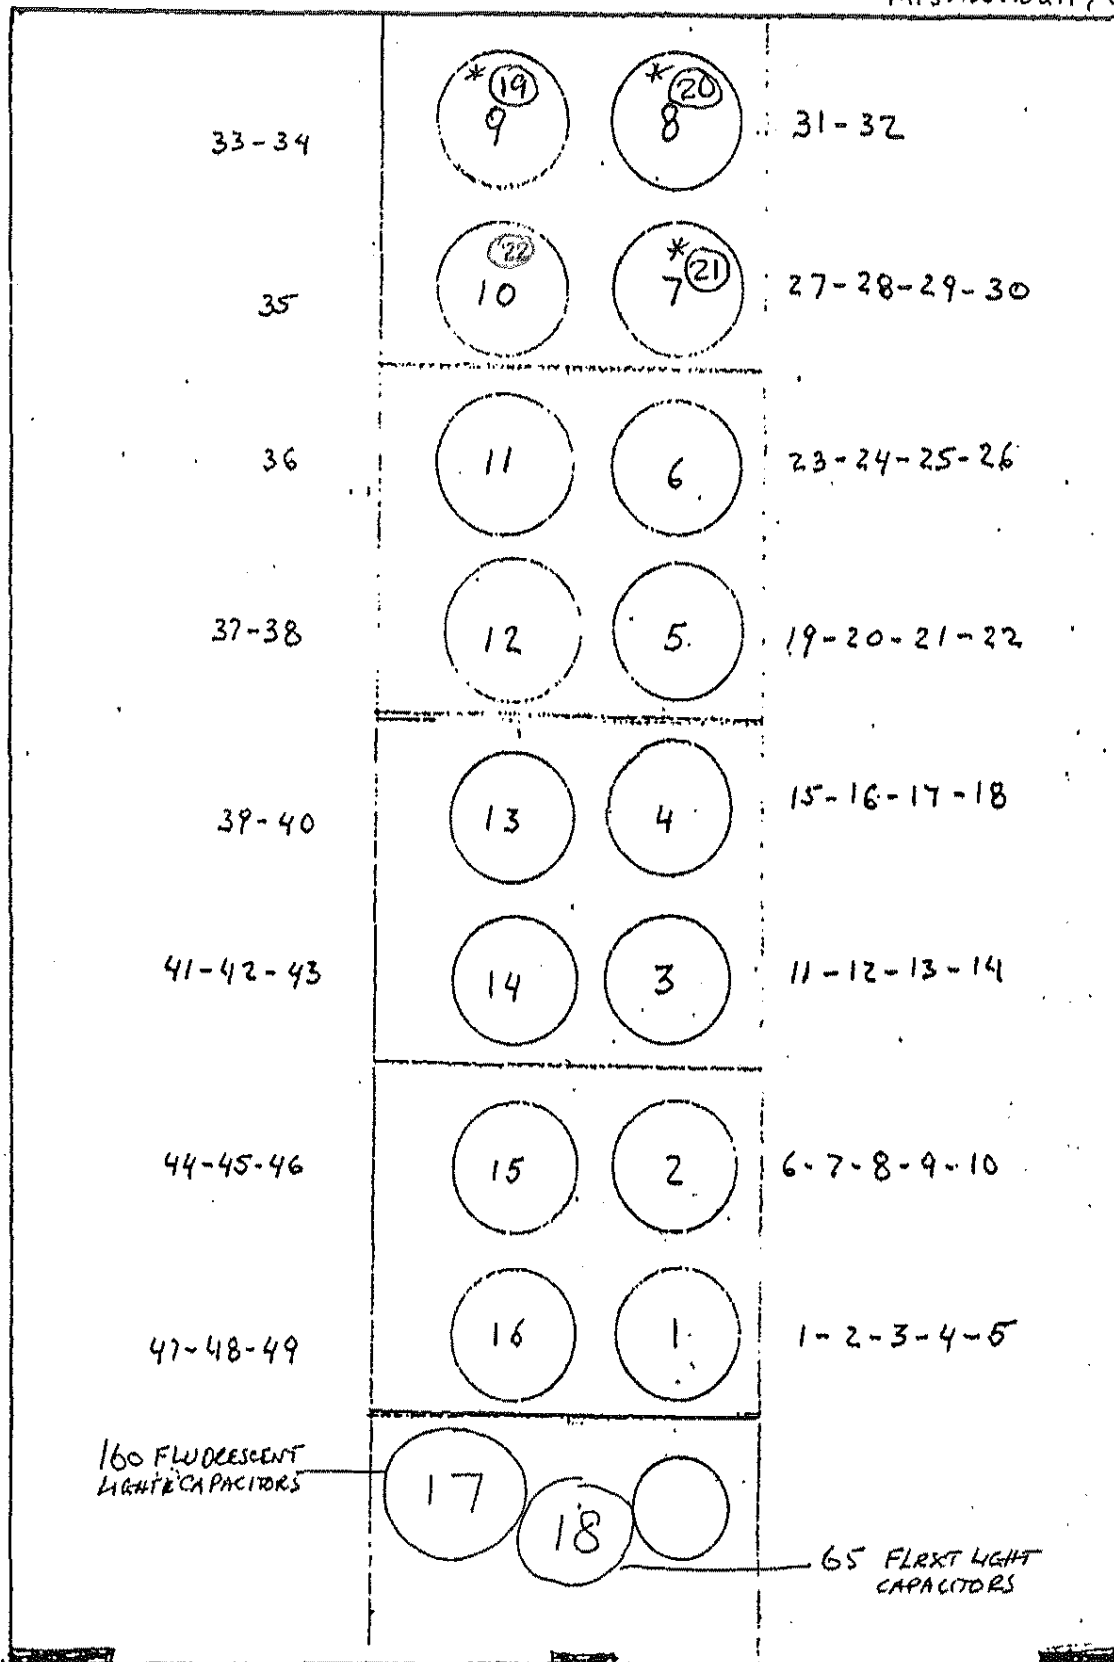 * 19 * 20
33-34 9 8 31-32
22 * 21
35 10 7 27-28-29-30
36 11 6 23-24-25-26
37-38 12 5 19-20-21-22
39-40 13 4 15-16-17-18
41-42-43 14 3 11-12-13-14
44-45-46 15 2 6-7-8-9-10
47-48-49 16 1 1-2-3-4-5
160 FLUORESCENT
LIGHT CAPACITORS
17
18
65 FLRXT LIGHT
CAPACITORS